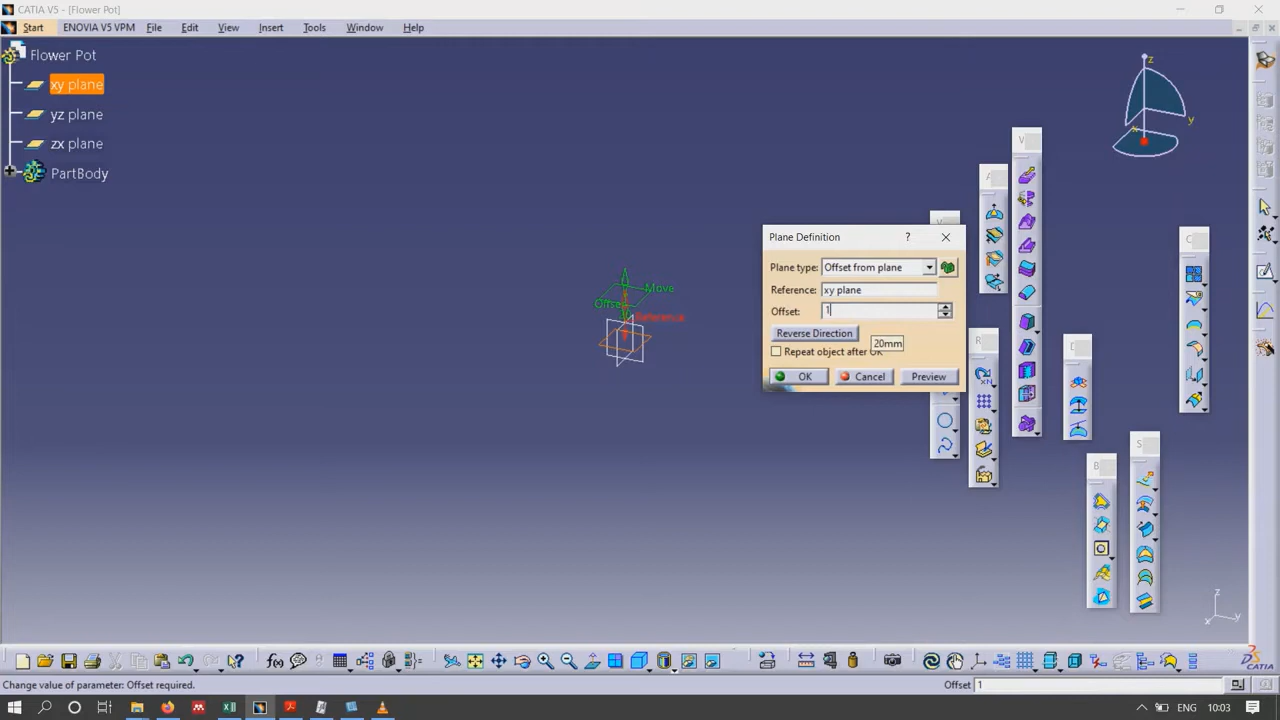 CATIA V5 - [Flower Pot]
Start ENOVIA V5 VPM File Edit View Insert Tools Window Help
Flower Pot
xy plane
yz plane
zx plane
PartBody
z
y
x
V
A
C
Plane Definition ?
Plane type: Offset from plane
Reference: xy plane
Offset: 1
Reverse Direction
20mm
Repeat object after OK
OK Cancel Preview
Move
Offset
Reference
R
E
S
B
z
x y
f(x)
CATIA
Change value of parameter: Offset required.
Offset 1
ENG 10:03